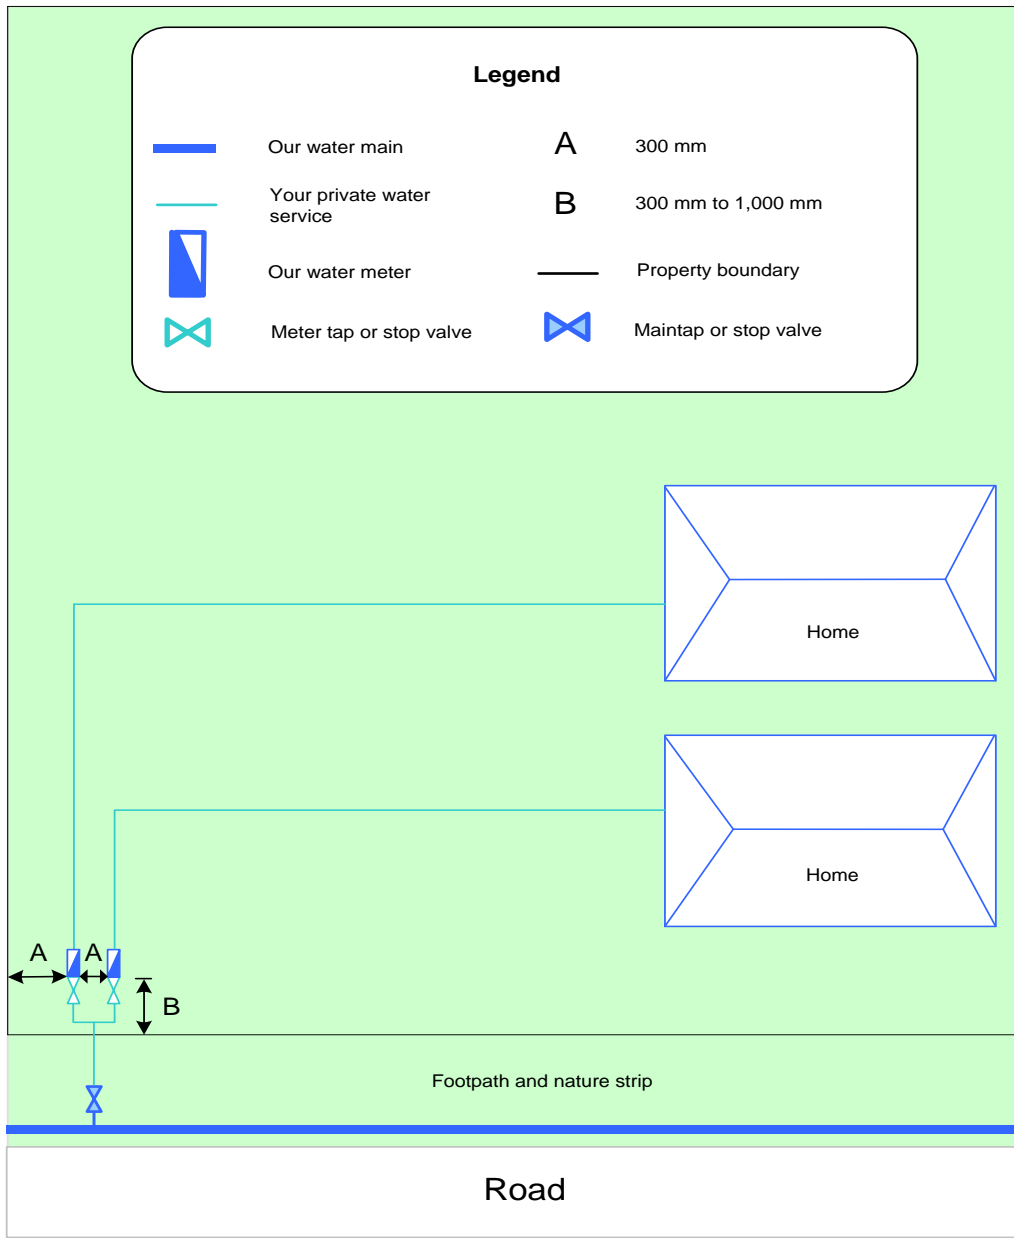 Legend
Our water main
A
300 mm
Your private water
service
B
300 mm to 1,000 mm
Our water meter
Property boundary
Meter tap or stop valve
Maintap or stop valve
Home
Home
A
A
B
Footpath and nature strip
Road